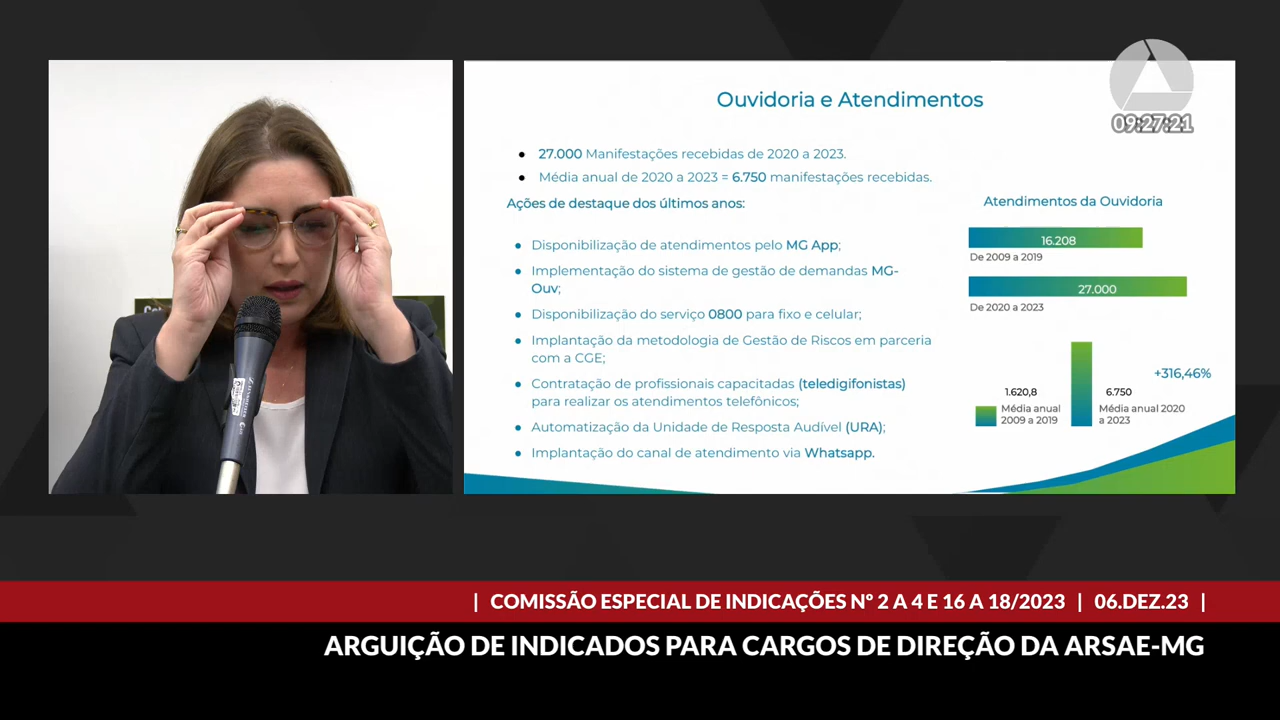 Ouvidoria e Atendimentos
09:27:21
● 27.000 Manifestações recebidas de 2020 a 2023.
● Média anual de 2020 a 2023 = 6.750 manifestações recebidas.
Ações de destaque dos últimos anos:
● Disponibilização de atendimentos pelo MG App;
● Implementação do sistema de gestão de demandas MG-
Ouv;
● Disponibilização do serviço 0800 para fixo e celular;
● Implantação da metodologia de Gestão de Riscos em parceria
com a CGE;
● Contratação de profissionais capacitadas (teledigifonistas)
para realizar os atendimentos telefônicos;
● Automatização da Unidade de Resposta Audível (URA);
● Implantação do canal de atendimento via Whatsapp.
Atendimentos da Ouvidoria
16.208
De 2009 a 2019
27.000
De 2020 a 2023
+316,46%
1.620,8
Média anual
2009 a 2019
6.750
Média anual 2020
a 2023
| COMISSÃO ESPECIAL DE INDICAÇÕES Nº 2 A 4 E 16 A 18/2023 | 06.DEZ.23 |
ARGUIÇÃO DE INDICADOS PARA CARGOS DE DIREÇÃO DA ARSAE-MG